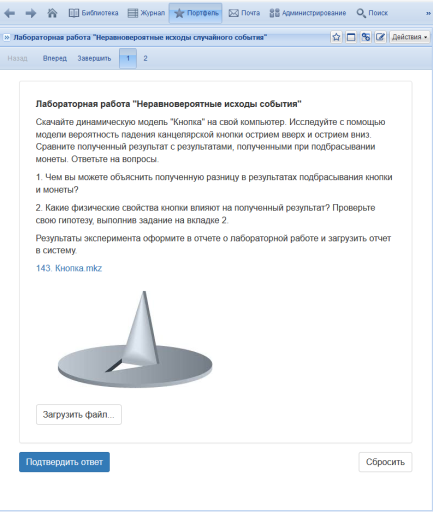 Библиотека Журнал Портфель Почта Администрирование Поиск »
» Лабораторная работа "Неравновероятные исходы случайного события" Действия
Назад Вперед Завершить 1 2
Лабораторная работа "Неравновероятные исходы события"
Скачайте динамическую модель "Кнопка" на свой компьютер. Исследуйте с помощью
модели вероятность падения канцелярской кнопки острием вверх и острием вниз.
Сравните полученный результат с результатами, полученными при подбрасывании
монеты. Ответьте на вопросы.
1. Чем вы можете объяснить полученную разницу в результатах подбрасывания кнопки
и монеты?
2. Какие физические свойства кнопки влияют на полученный результат? Проверьте
свою гипотезу, выполнив задание на вкладке 2.
Результаты эксперимента оформите в отчете о лабораторной работе и загрузить отчет
в систему.
143. Кнопка.mkz
Загрузить файл...
Подтвердить ответ Сбросить